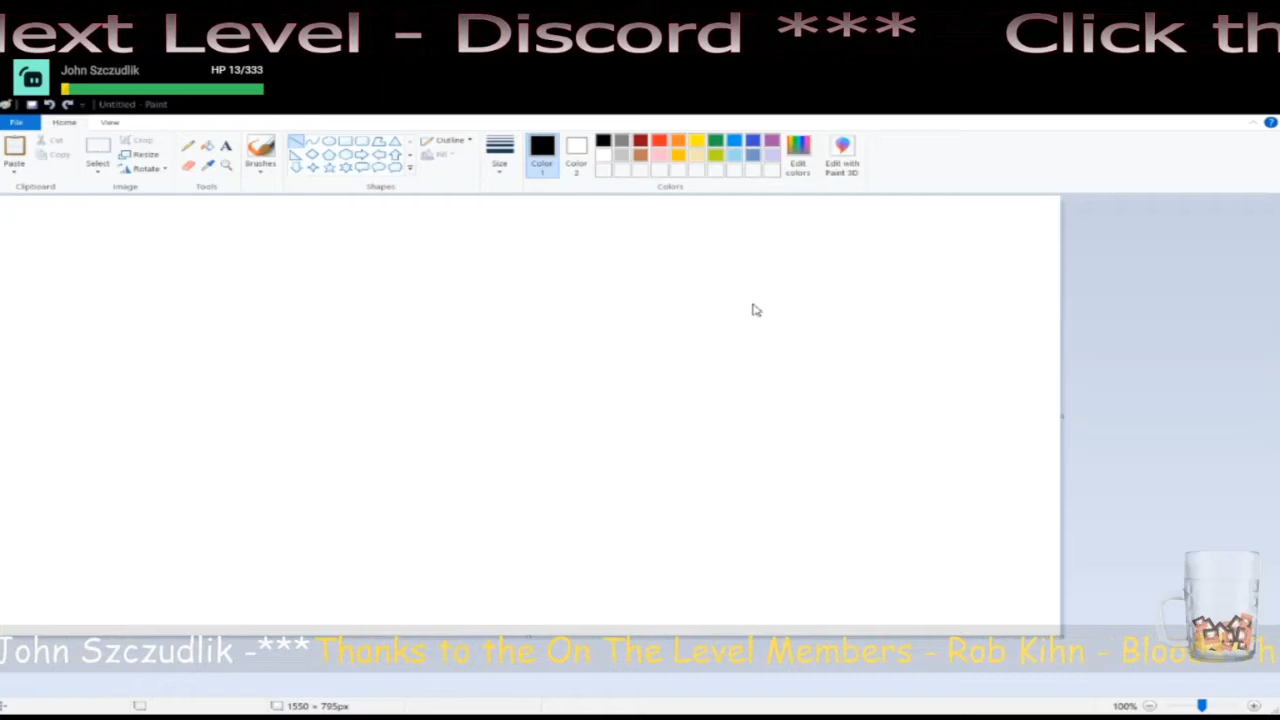 lext Level - Discord *** Click th
John Szczudlik HP 13/333
Untitled - Paint
File Home View
Paste Cut Copy Select Crop Resize Rotate Brushes Outline Fill Size Color 1 Color 2 Edit colors Edit with Paint 3D
Clipboard Image Tools Shapes Colors
John Szczudlik -*** Thanks to the On The Level Members - Rob Kihn -
1550 × 795px 100%